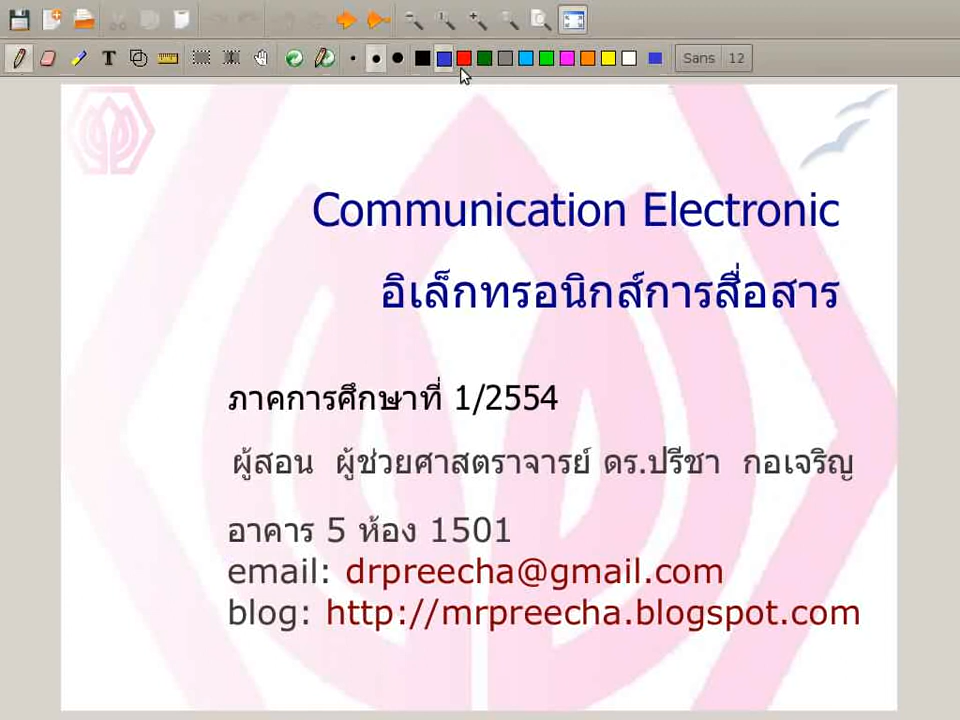 T
Sans 12
Communication Electronic
อิเล็กทรอนิกส์การสื่อสาร
ภาคการศึกษาที่ 1/2554
ผู้สอน ผู้ช่วยศาสตราจารย์ ดร.ปรีชา กอเจริญ
อาคาร 5 ห้อง 1501
email: drpreecha@gmail.com
blog: http://mrpreecha.blogspot.com